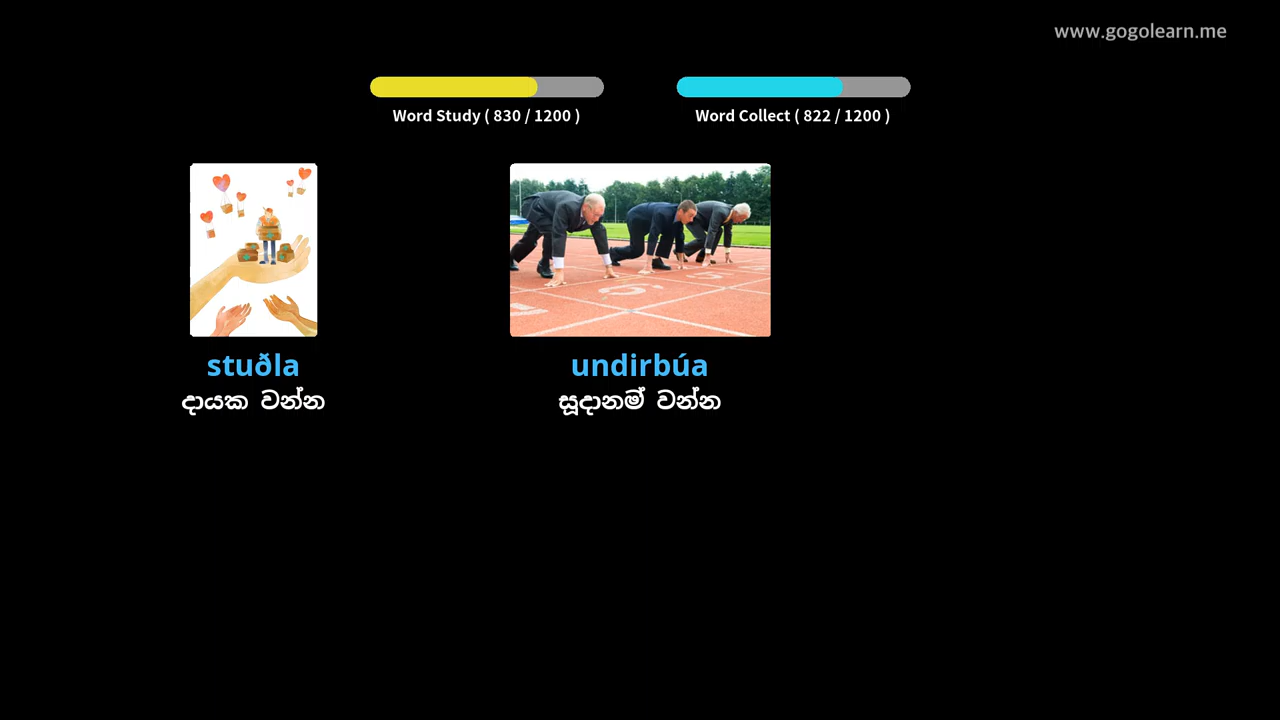 www.gogolearn.me
Word Study ( 830 / 1200 )
Word Collect ( 822 / 1200 )
stuðla
දායක වන්න
undirbúa
සූදානම් වන්න